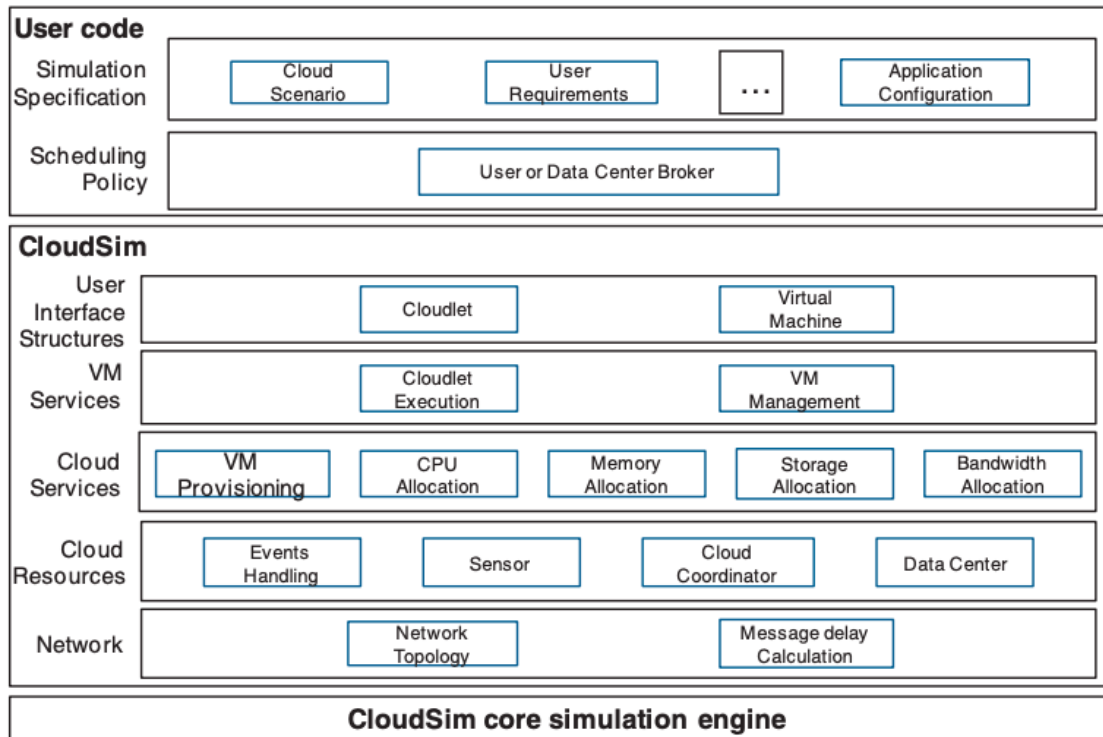 User code
Simulation
Specification
Cloud
Scenario
User
Requirements
...
Application
Configuration
Scheduling
Policy
User or Data Center Broker
CloudSim
User
Interface
Structures
Cloudlet
Virtual
Machine
VM
Services
Cloudlet
Execution
VM
Management
Cloud
Services
VM
Provisioning
CPU
Allocation
Memory
Allocation
Storage
Allocation
Bandwidth
Allocation
Cloud
Resources
Events
Handling
Sensor
Cloud
Coordinator
Data Center
Network
Network
Topology
Message delay
Calculation
CloudSim core simulation engine